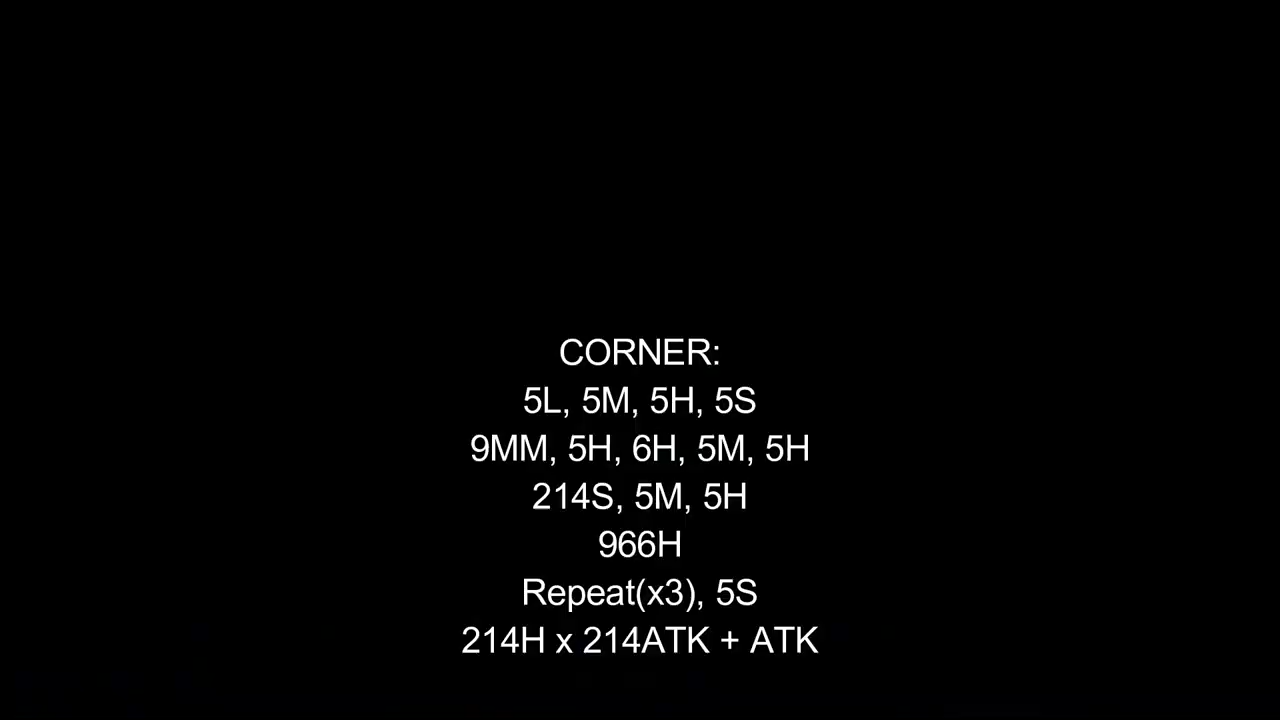 CORNER:
5L, 5M, 5H, 5S
9MM, 5H, 6H, 5M, 5H
214S, 5M, 5H
966H
Repeat(x3), 5S
214H x 214ATK + ATK